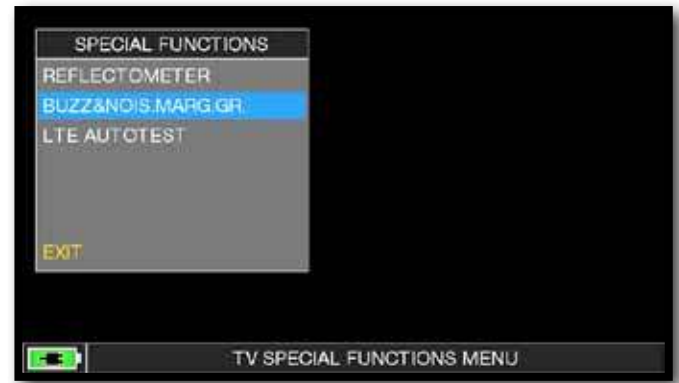 SPECIAL FUNCTIONS
REFLECTOMETER
BUZZ&NOIS.MARG.GR.
LTE AUTOTEST
EXIT
TV SPECIAL FUNCTIONS MENU